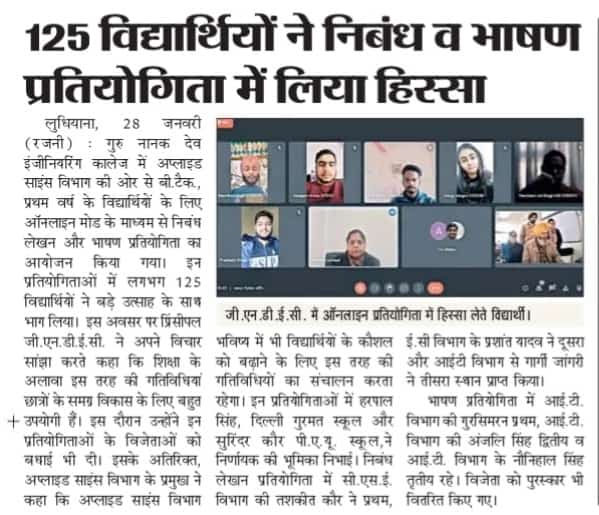 125 विद्यार्थियों ने निबंध व भाषण
प्रतियोगिता में लिया हिस्सा
लुधियाना, 28 जनवरी
(रजनी) : गुरु नानक देव
इंजीनियरिंग कालेज में अप्लाइड
साइंस विभाग की ओर से बी.टैक.,
प्रथम वर्ष के विद्यार्थियों के लिए
ऑनलाइन मोड के माध्यम से निबंध
लेखन और भाषण प्रतियोगिता का
आयोजन किया गया। इन
प्रतियोगिताओं में लगभग 125
विद्यार्थियों ने बड़े उत्साह के साथ
भाग लिया। इस अवसर पर प्रिंसीपल
जी.एन.डी.ई.सी. ने अपने विचार
सांझा करते कहा कि शिक्षा के
अलावा इस तरह की गतिविधियां
छात्रों के समग्र विकास के लिए बहुत
उपयोगी हैं। इस दौरान उन्होंने इन
प्रतियोगिताओं के विजेताओं को
बधाई भी दी। इसके अतिरिक्त,
अप्लाइड साइंस विभाग के प्रमुख ने
कहा कि अप्लाइड साइंस विभाग
जी.एन.डी.ई.सी. में ऑनलाइन प्रतियोगिता में हिस्सा लेते विद्यार्थी।
भविष्य में भी विद्यार्थियों के कौशल
को बढ़ाने के लिए इस तरह की
गतिविधियों का संचालन करता
रहेगा। इन प्रतियोगिताओं में हरपाल
सिंह, दिल्ली गुरमत स्कूल और
सुरिंदर कौर पी.ए.यू. स्कूल,ने
निर्णायक की भूमिका निभाई। निबंध
लेखन प्रतियोगिता में सी.एस.ई.
विभाग की तशकीत कौर ने प्रथम,
ई.सी विभाग के प्रशांत यादव ने दूसरा
और आईटी विभाग से गार्गी जांगरी
ने तीसरा स्थान प्राप्त किया।
भाषण प्रतियोगिता में आई.टी.
विभाग की गुरसिमरन प्रथम, आई.टी.
विभाग की अंजलि सिंह द्वितीय व
आई.टी. विभाग के नौनिहाल सिंह
तृतीय रहे। विजेता को पुरस्कार भी
वितरित किए गए।